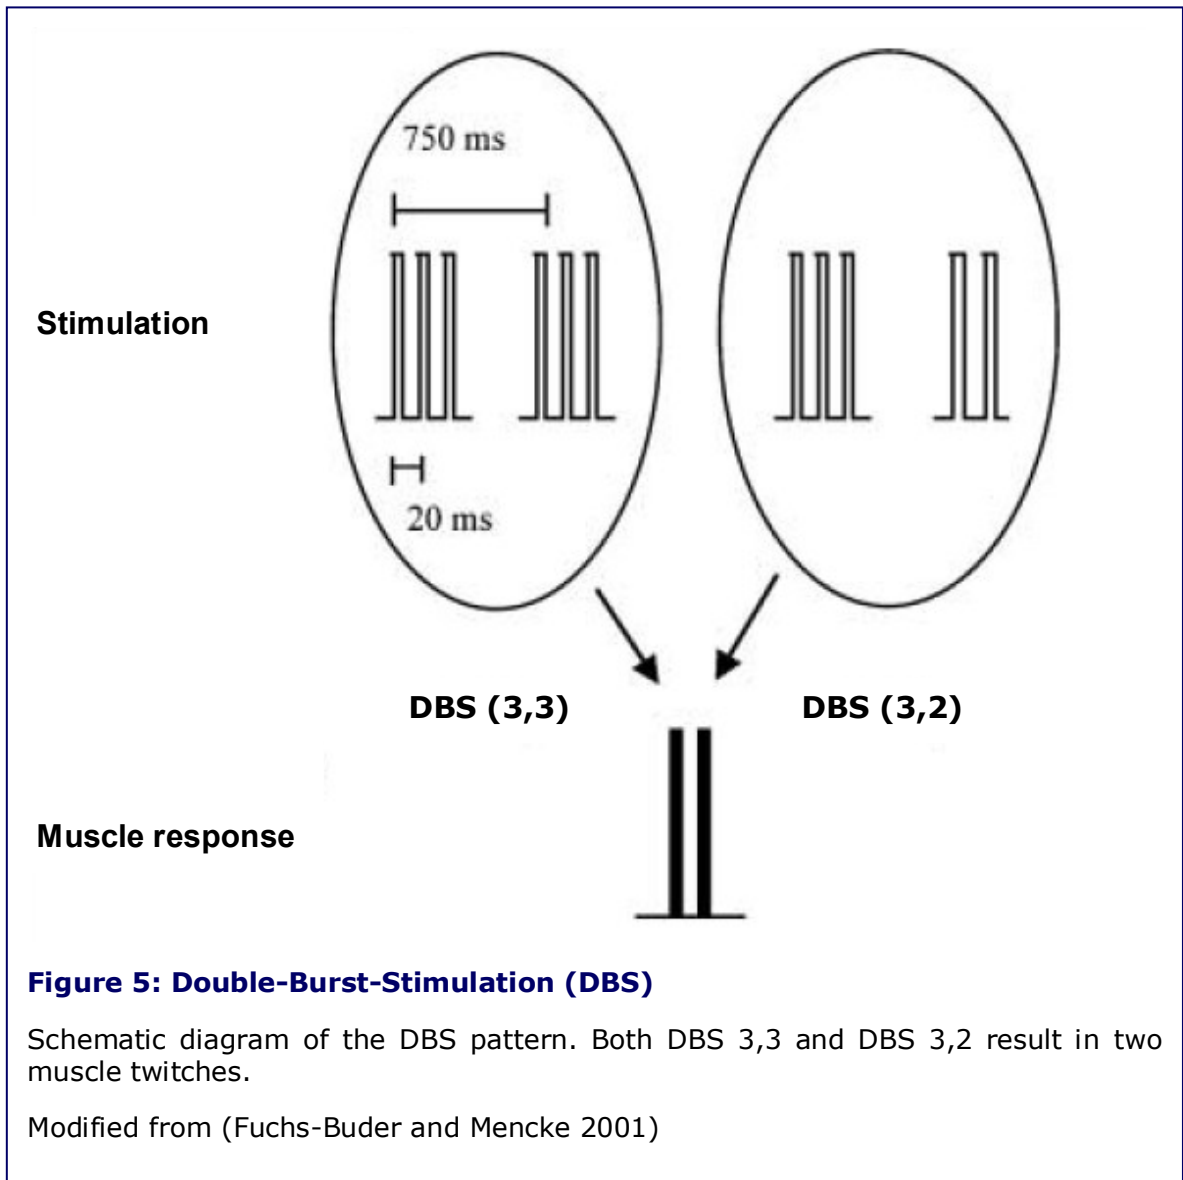 750 ms
Stimulation
20 ms
DBS (3,3)
DBS (3,2)
Muscle response
Figure 5: Double-Burst-Stimulation (DBS)
Schematic diagram of the DBS pattern. Both DBS 3,3 and DBS 3,2 result in two
muscle twitches.
Modified from (Fuchs-Buder and Mencke 2001)